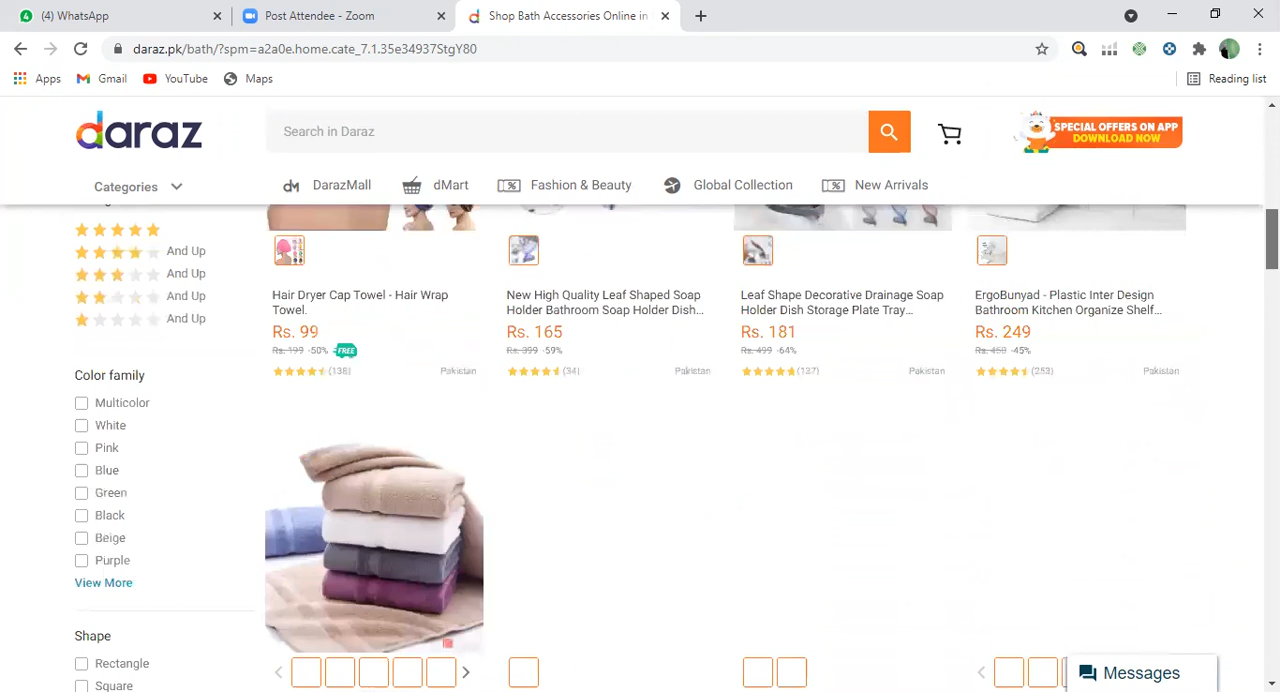 4
(4) WhatsApp
Post Attendee - Zoom
Shop Bath Accessories Online in
daraz.pk/bath/?spm=a2a0e.home.cate_7.1.35e34937StgY80
Apps
Gmail
YouTube
Maps
Reading list
daraz
Search in Daraz
SPECIAL OFFERS ON APP
DOWNLOAD NOW
Categories
DarazMall
dMart
Fashion & Beauty
Global Collection
New Arrivals
And Up
And Up
And Up
And Up
Color family
Multicolor
White
Pink
Blue
Green
Black
Beige
Purple
View More
Shape
Rectangle
Square
Hair Dryer Cap Towel - Hair Wrap
Towel.
Rs. 99
Rs. 199 -50% FREE
(138) Pakistan
New High Quality Leaf Shaped Soap
Holder Bathroom Soap Holder Dish...
Rs. 165
Rs. 399 -59%
(34) Pakistan
Leaf Shape Decorative Drainage Soap
Holder Dish Storage Plate Tray...
Rs. 181
Rs. 499 -64%
(127) Pakistan
ErgoBunyad - Plastic Inter Design
Bathroom Kitchen Organize Shelf...
Rs. 249
Rs. 450 -45%
(253) Pakistan
Messages